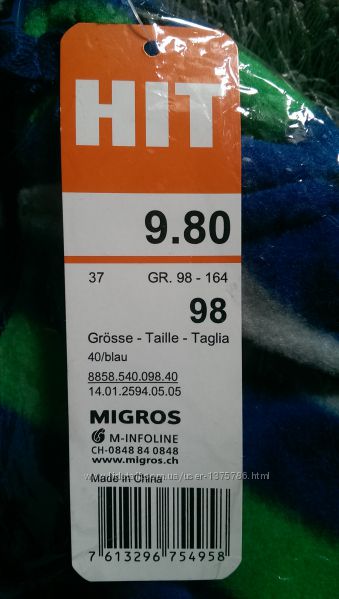 HIT
9.80
37 GR. 98 - 164
98
Grösse - Taille - Taglia
40/blau
8858.540.098.40
14.01.2594.05.05
MIGROS
M-INFOLINE
CH-0848 84 0848
www.migros.ch
Made in China
7 613296 754958